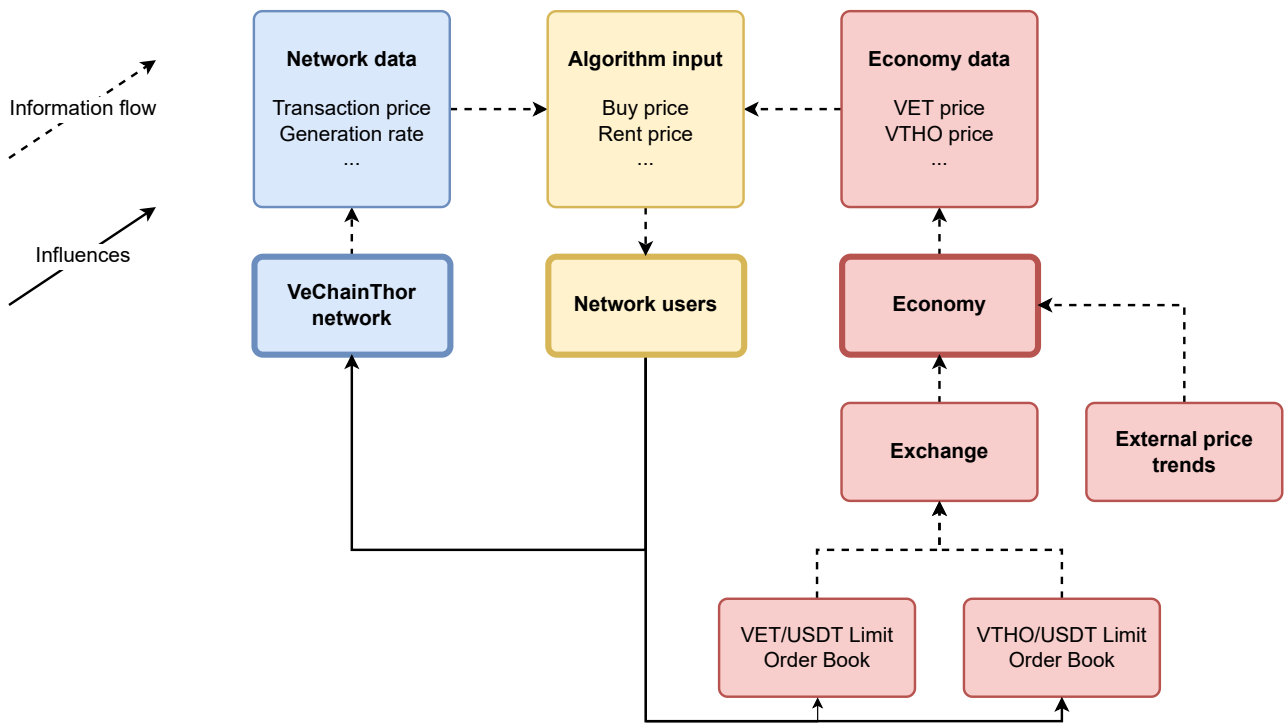 Information flow
Influences
Network data
Transaction price
Generation rate
...
Algorithm input
Buy price
Rent price
...
Economy data
VET price
VTHO price
...
VeChainThor
network
Network users
Economy
Exchange
External price
trends
VET/USDT Limit
Order Book
VTHO/USDT Limit
Order Book